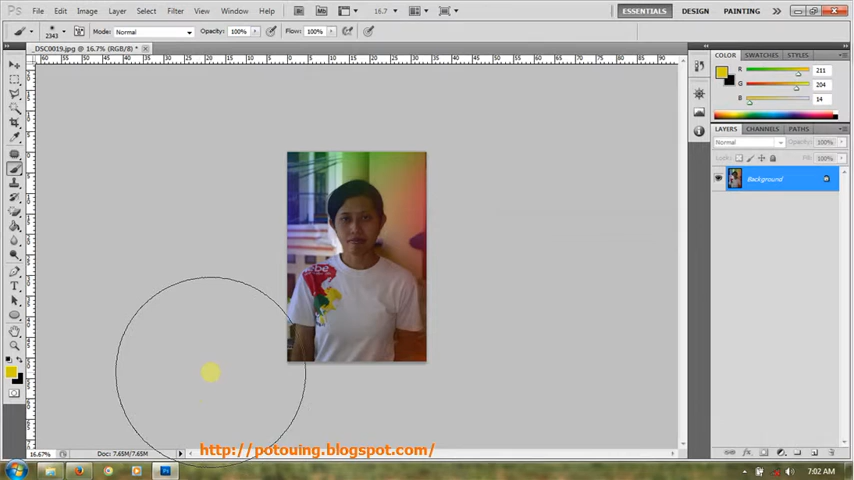 Ps File Edit Image Layer Select Filter View Window Help Br 16.7 ESSENTIALS DESIGN PAINTING
2343 Mode: Normal Opacity: 100% Flow: 100%
_DSC0019.jpg @ 16.7% (RGB/8) *
COLOR SWATCHES STYLES
R 211
G 204
B 14
LAYERS CHANNELS PATHS
Normal Opacity: 100%
Lock: Fill: 100%
Background
16.67% Doc: 7.65M/7.65M
http://potouing.blogspot.com/
Ps 7:02 AM